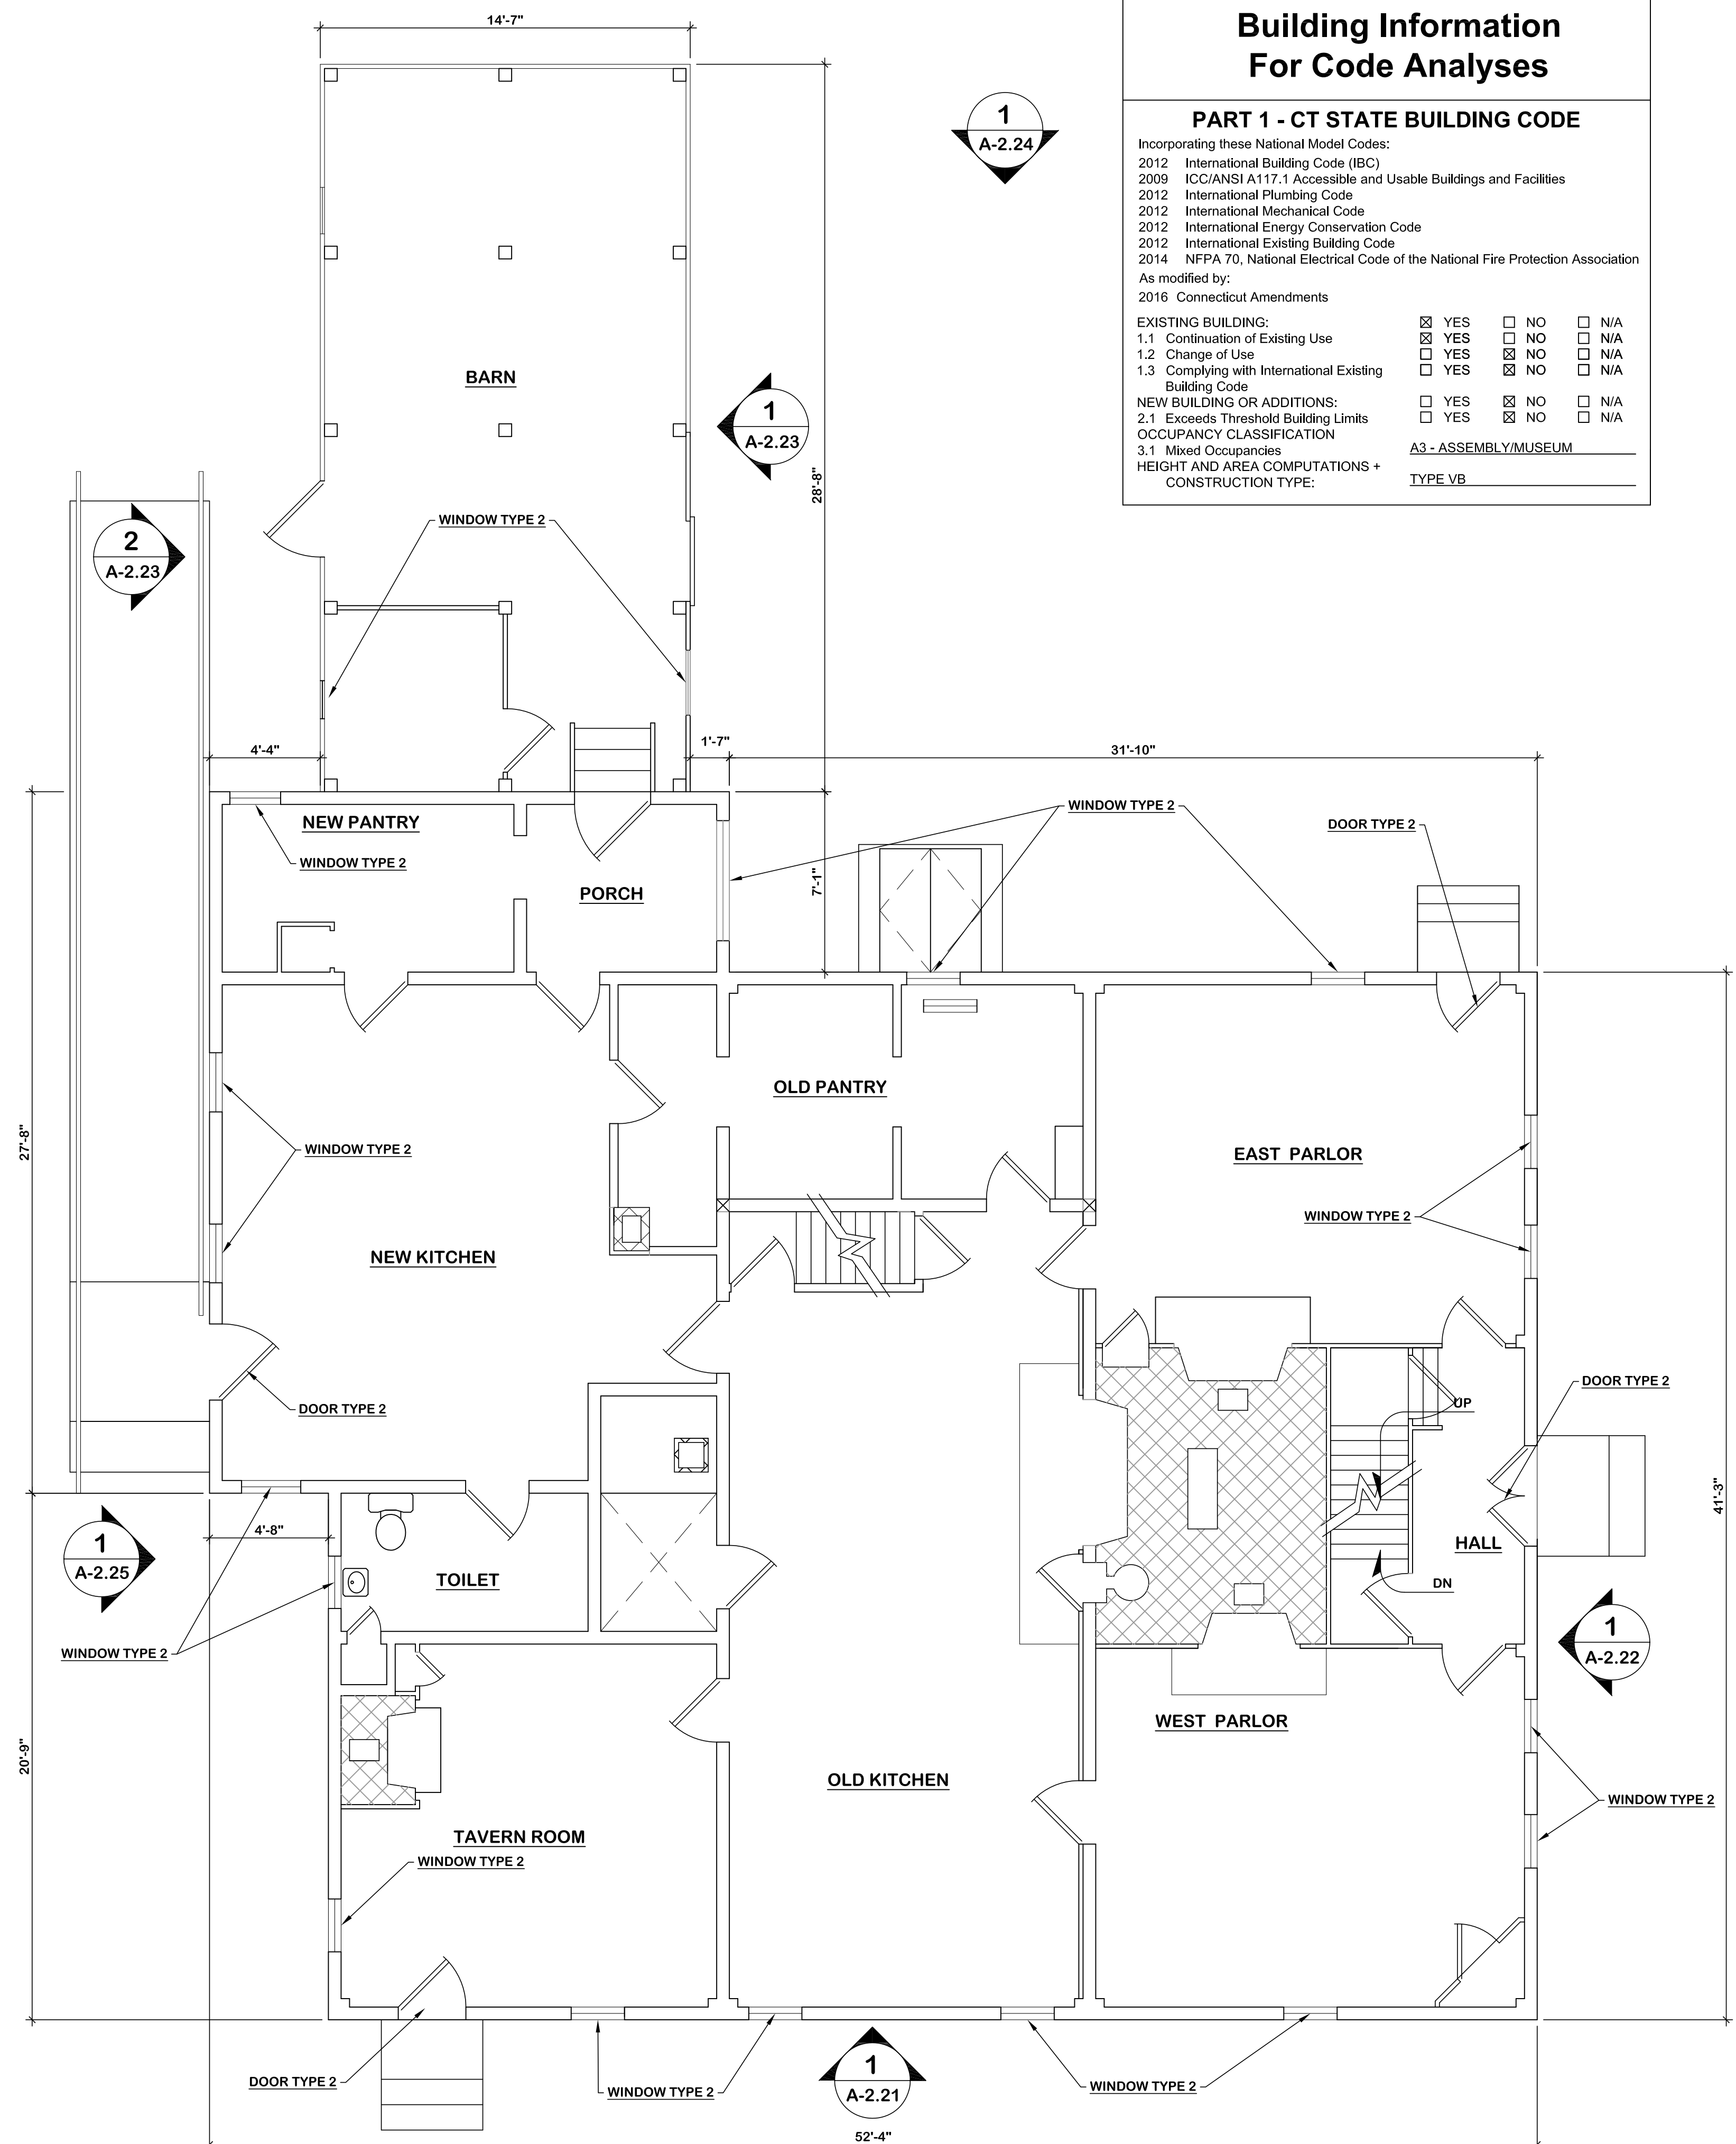 14'-7"
Building Information
For Code Analyses
PART 1 - CT STATE BUILDING CODE
Incorporating these National Model Codes:
2012 International Building Code (IBC)
2009 ICC/ANSI A117.1 Accessible and Usable Buildings and Facilities
2012 International Plumbing Code
2012 International Mechanical Code
2012 International Energy Conservation Code
2012 International Existing Building Code
2014 NFPA 70, National Electrical Code of the National Fire Protection Association
As modified by:
2016 Connecticut Amendments
EXISTING BUILDING: ☒ YES ☐ NO ☐ N/A
1.1 Continuation of Existing Use ☒ YES ☐ NO ☐ N/A
1.2 Change of Use ☐ YES ☒ NO ☐ N/A
1.3 Complying with International Existing ☐ YES ☒ NO ☐ N/A
Building Code
NEW BUILDING OR ADDITIONS: ☐ YES ☒ NO ☐ N/A
2.1 Exceeds Threshold Building Limits ☐ YES ☒ NO ☐ N/A
OCCUPANCY CLASSIFICATION
3.1 Mixed Occupancies A3 - ASSEMBLY/MUSEUM
HEIGHT AND AREA COMPUTATIONS +
CONSTRUCTION TYPE: TYPE VB
1
A-2.24
BARN
1
A-2.23
28'-8"
2
A-2.23
WINDOW TYPE 2
4'-4"
1'-7"
31'-10"
NEW PANTRY
WINDOW TYPE 2
PORCH
7'-1"
WINDOW TYPE 2
DOOR TYPE 2
27'-8"
OLD PANTRY
WINDOW TYPE 2
EAST PARLOR
WINDOW TYPE 2
NEW KITCHEN
DOOR TYPE 2
UP
DOOR TYPE 2
41'-3"
1
A-2.25
4'-8"
TOILET
HALL
DN
WINDOW TYPE 2
1
A-2.22
20'-9"
WEST PARLOR
OLD KITCHEN
WINDOW TYPE 2
TAVERN ROOM
WINDOW TYPE 2
DOOR TYPE 2
WINDOW TYPE 2
1
A-2.21
WINDOW TYPE 2
52'-4"